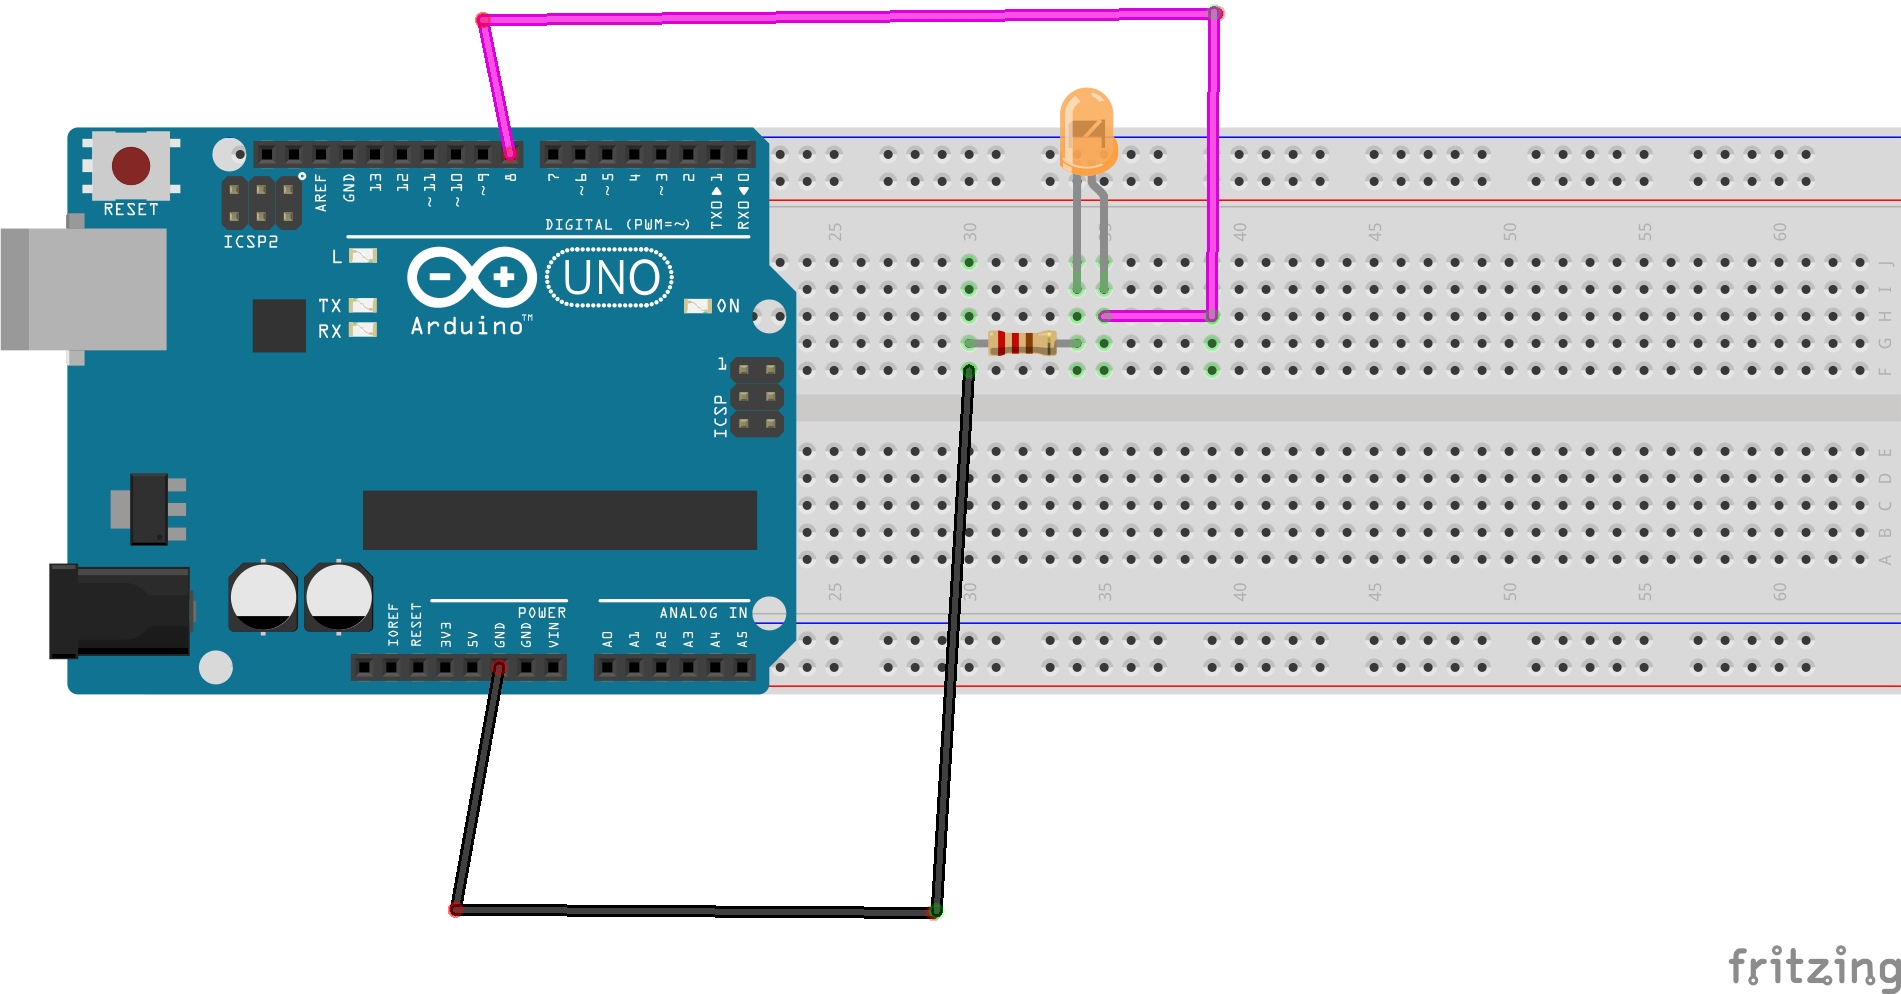 RESET
ICSP2
AREF
GND
13
12
~11
~10
~9
8
7
~6
~5
4
~3
2
TX0▶1
RX0◀0
DIGITAL (PWM=~)
L
TX
RX
UNO
ON
Arduino™
1
ICSP
25
30
35
40
45
50
55
60
J
I
H
G
F
E
D
C
B
A
25
30
35
40
45
50
55
60
IOREF
RESET
3V3
5V
GND
GND
VIN
POWER
ANALOG IN
A0
A1
A2
A3
A4
A5
fritzing